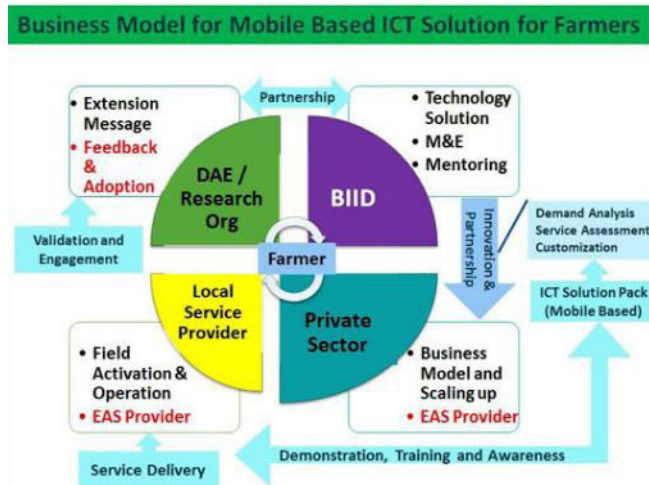 Business Model for Mobile Based ICT Solution for Farmers
Partnership
• Extension
Message
• Feedback
&
Adoption
• Technology
Solution
• M&E
• Mentoring
DAE /
Research
Org
BIID
Validation and
Engagement
Innovation &
Partnership
Demand Analysis
Service Assessment
Customization
Farmer
ICT Solution Pack
(Mobile Based)
Local
Service
Provider
Private
Sector
• Field
Activation &
Operation
• EAS Provider
• Business
Model and
Scaling up
• EAS Provider
Service Delivery
Demonstration, Training and Awareness